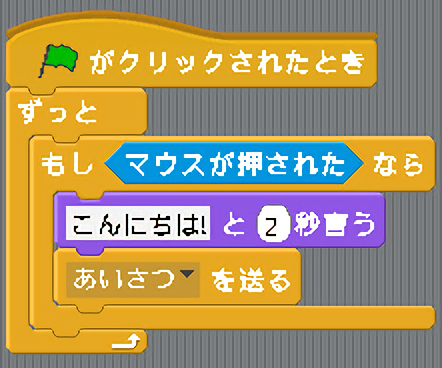 がクリックされたとき
ずっと
もし マウスが押された なら
こんにちは! と 2 秒言う
あいさつ を送る